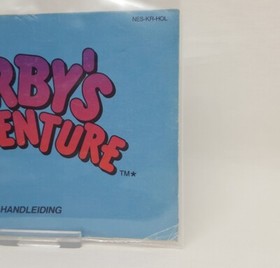 NES-KR-HOL
RBY'S
VENTURE
TM★
HANDLEIDING